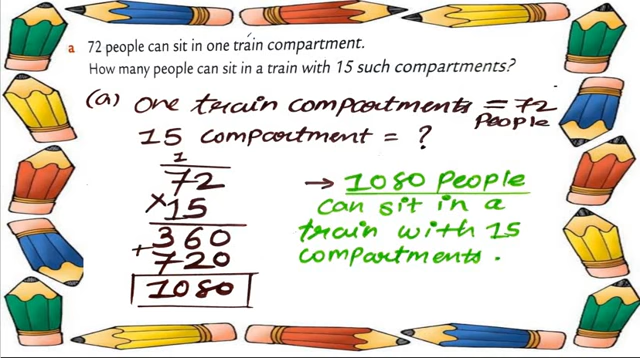 a 72 people can sit in one train compartment.
How many people can sit in a train with 15 such compartments?
(a) one train compartments = 72
people
15 compartment = ?
1
72
×15
360
+720
1080
→ 1080 people
can sit in a
train with 15
compartments.